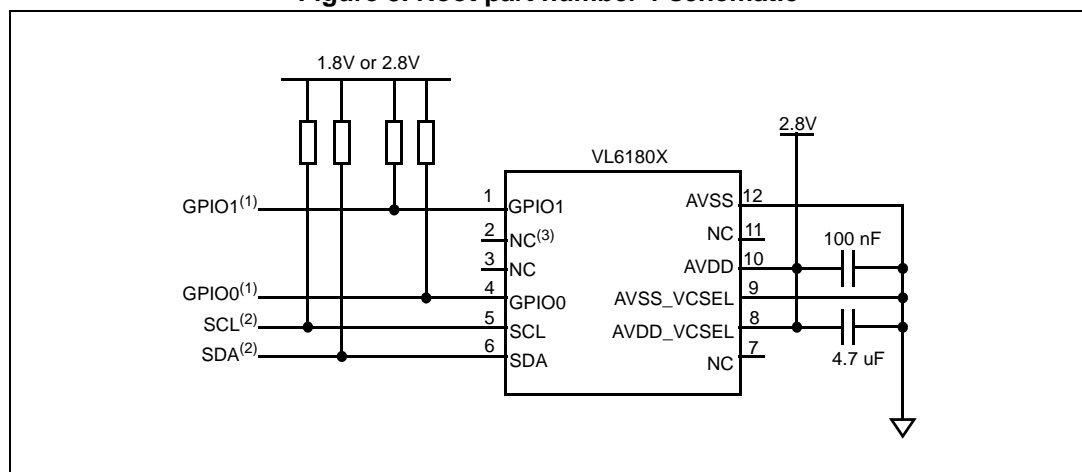 Figure Root part number 1 schematic
1.8V or 2.8V
2.8V
VL6180X
GPIO1(1)
1
GPIO1
AVSS
12
2
NC(3)
NC
11
100 nF
3
NC
AVDD
10
GPIO0(1)
4
GPIO0
AVSS_VCSEL
9
SCL(2)
5
SCL
AVDD_VCSEL
8
SDA(2)
6
SDA
NC
7
4.7 uF